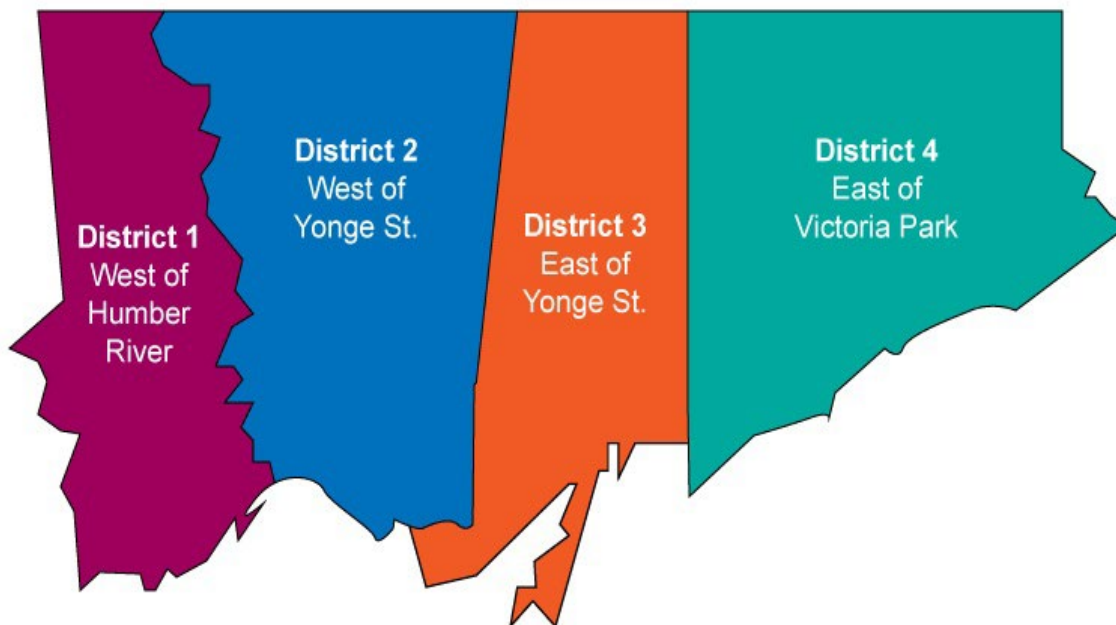 District 1
West of
Humber
River
District 2
West of
Yonge St.
District 3
East of
Yonge St.
District 4
East of
Victoria Park